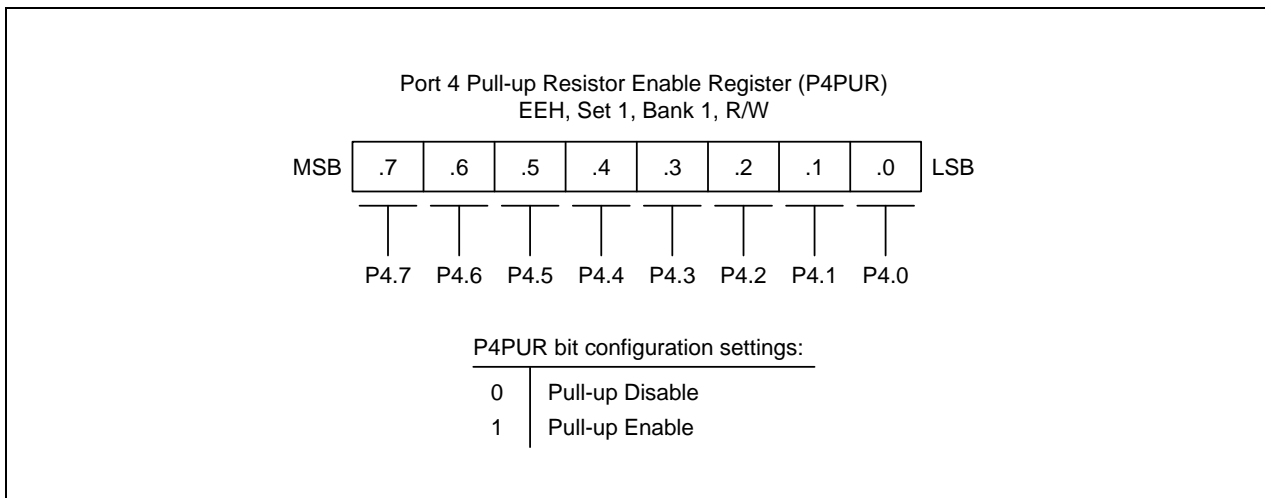 Port 4 Pull-up Resistor Enable Register (P4PUR)
EEH, Set 1, Bank 1, R/W
MSB .7 .6 .5 .4 .3 .2 .1 .0 LSB
P4.7 P4.6 P4.5 P4.4 P4.3 P4.2 P4.1 P4.0
P4PUR bit configuration settings:
0 Pull-up Disable
1 Pull-up Enable